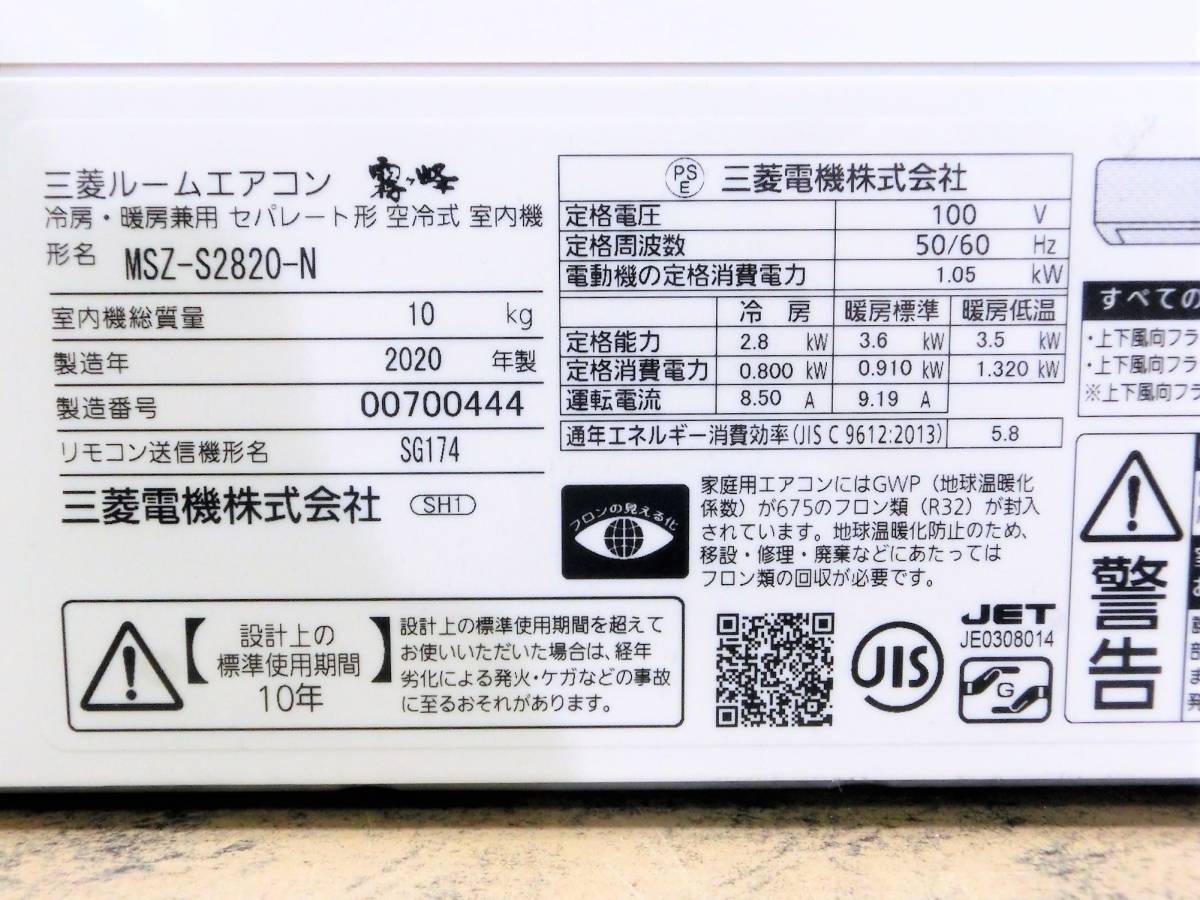 三菱ルームエアコン 霧ヶ峰
冷房・暖房兼用 セパレート形 空冷式 室内機
形名 MSZ-S2820-N
室内機総質量 10 kg
製造年 2020 年製
製造番号 00700444
リモコン送信機形名 SG174
三菱電機株式会社 SH1
設計上の
標準使用期間
10年
設計上の標準使用期間を超えて
お使いいただいた場合は、経年
劣化による発火・ケガなどの事故
に至るおそれがあります。
PS
E
三菱電機株式会社
定格電圧 100 V
定格周波数 50/60 Hz
電動機の定格消費電力 1.05 kW
冷房 暖房標準 暖房低温
定格能力 2.8 kW 3.6 kW 3.5 kW
定格消費電力 0.800 kW 0.910 kW 1.320 kW
運転電流 8.50 A 9.19 A
通年エネルギー消費効率(JIS C 9612:2013) 5.8
フロンの見える化
家庭用エアコンにはGWP(地球温暖化
係数)が675のフロン類(R32)が封入
されています。地球温暖化防止のため、
移設・修理・廃棄などにあたっては
フロン類の回収が必要です。
JIS
JET
JE0308014
G
すべての
・上下風向フラ
・上下風向フラ
※上下風向フラ
警告